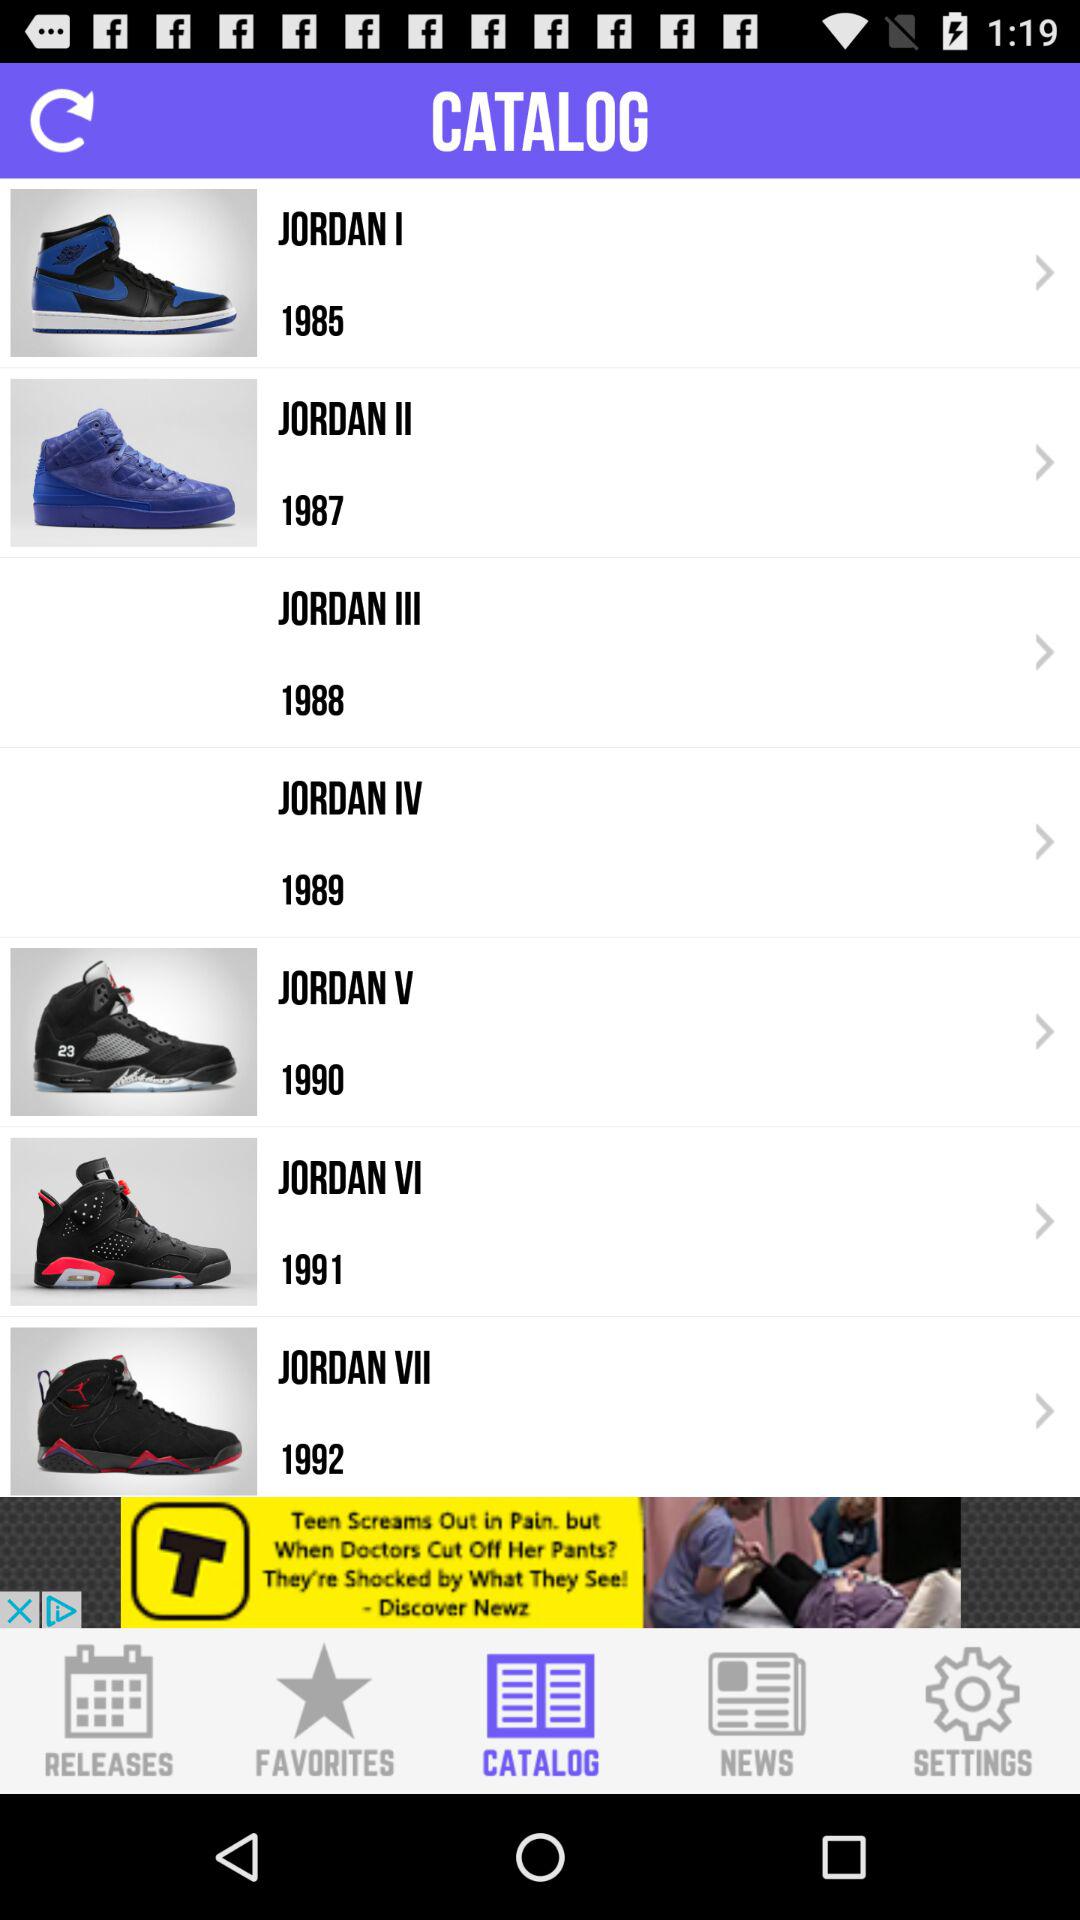 1:19
CATALOG
JORDAN I
1985
JORDAN II
1987
JORDAN III
1988
JORDAN IV
1989
23
JORDAN V
1990
JORDAN VI
1991
JORDAN VII
1992
T
Teen Screams Out in Pain. but
When Doctors Cut Off Her Pants?
They're Shocked by What They See!
- Discover Newz
RELEASES
FAVORITES
CATALOG
NEWS
SETTINGS